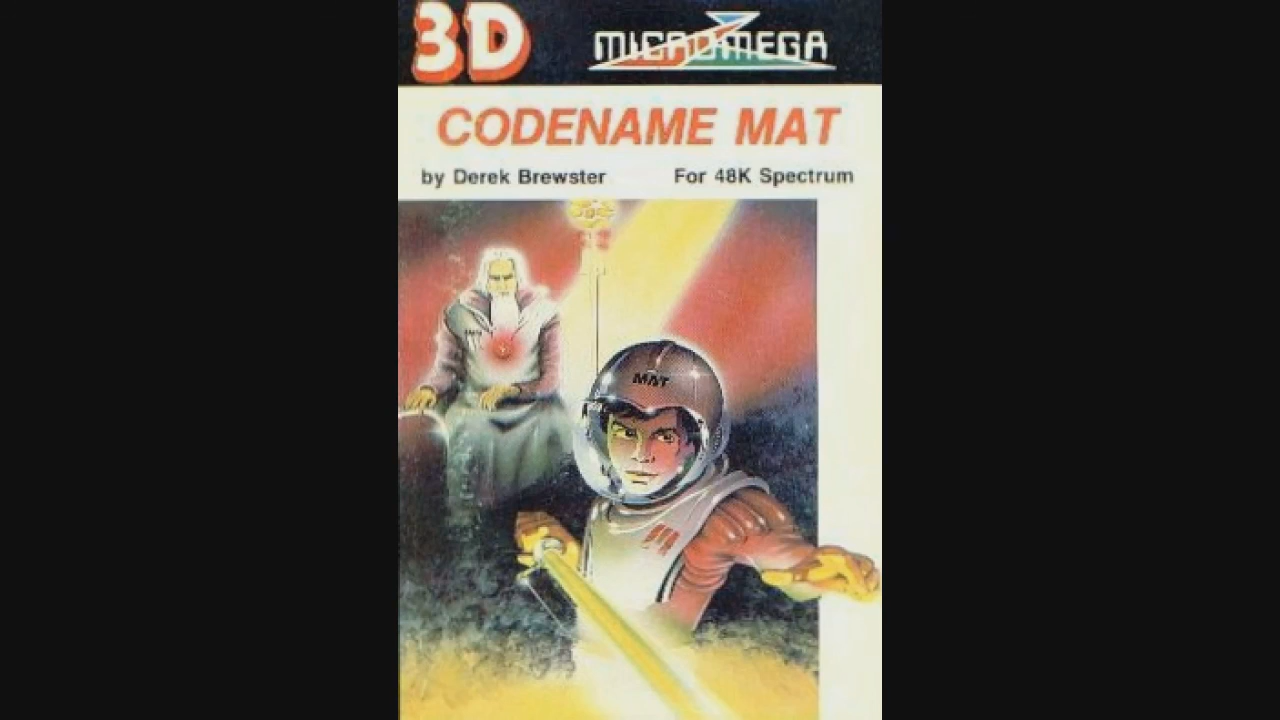 3D
MICROMEGA
CODENAME MAT
by Derek Brewster
For 48K Spectrum
MAT